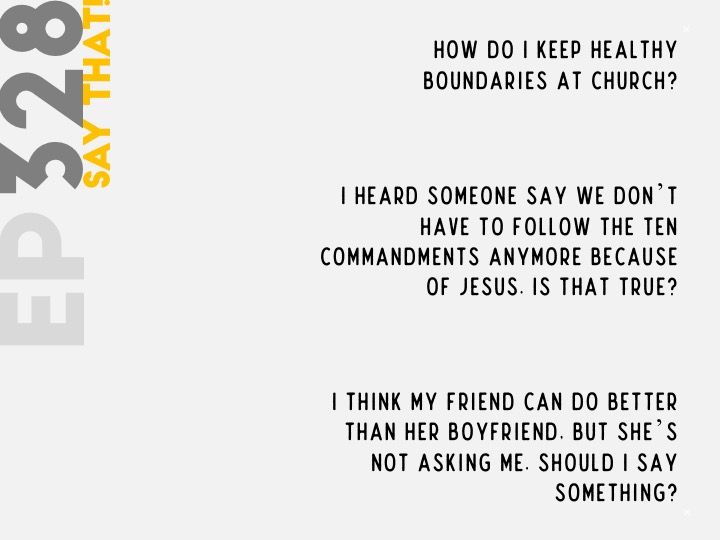 EP 328
SAY THAT!
HOW DO I KEEP HEALTHY
BOUNDARIES AT CHURCH?
I HEARD SOMEONE SAY WE DON'T
HAVE TO FOLLOW THE TEN
COMMANDMENTS ANYMORE BECAUSE
OF JESUS. IS THAT TRUE?
I THINK MY FRIEND CAN DO BETTER
THAN HER BOYFRIEND. BUT SHE'S
NOT ASKING ME. SHOULD I SAY
SOMETHING?